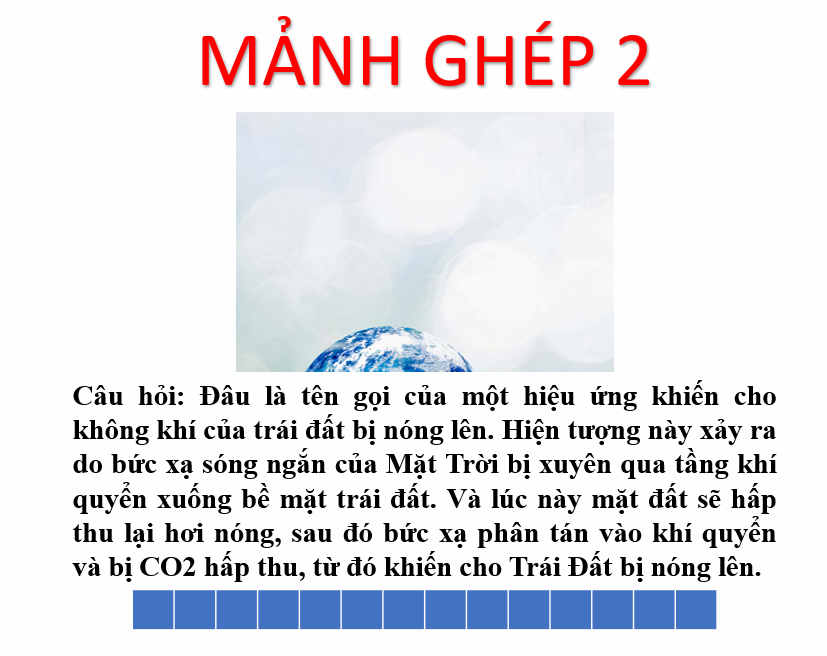 MẢNH GHÉP 2
Câu hỏi: Đâu là tên gọi của một hiệu ứng khiến cho
không khí của trái đất bị nóng lên. Hiện tượng này xảy ra
do bức xạ sóng ngắn của Mặt Trời bị xuyên qua tầng khí
quyển xuống bề mặt trái đất. Và lúc này mặt đất sẽ hấp
thu lại hơi nóng, sau đó bức xạ phân tán vào khí quyển
và bị CO2 hấp thu, từ đó khiến cho Trái Đất bị nóng lên.